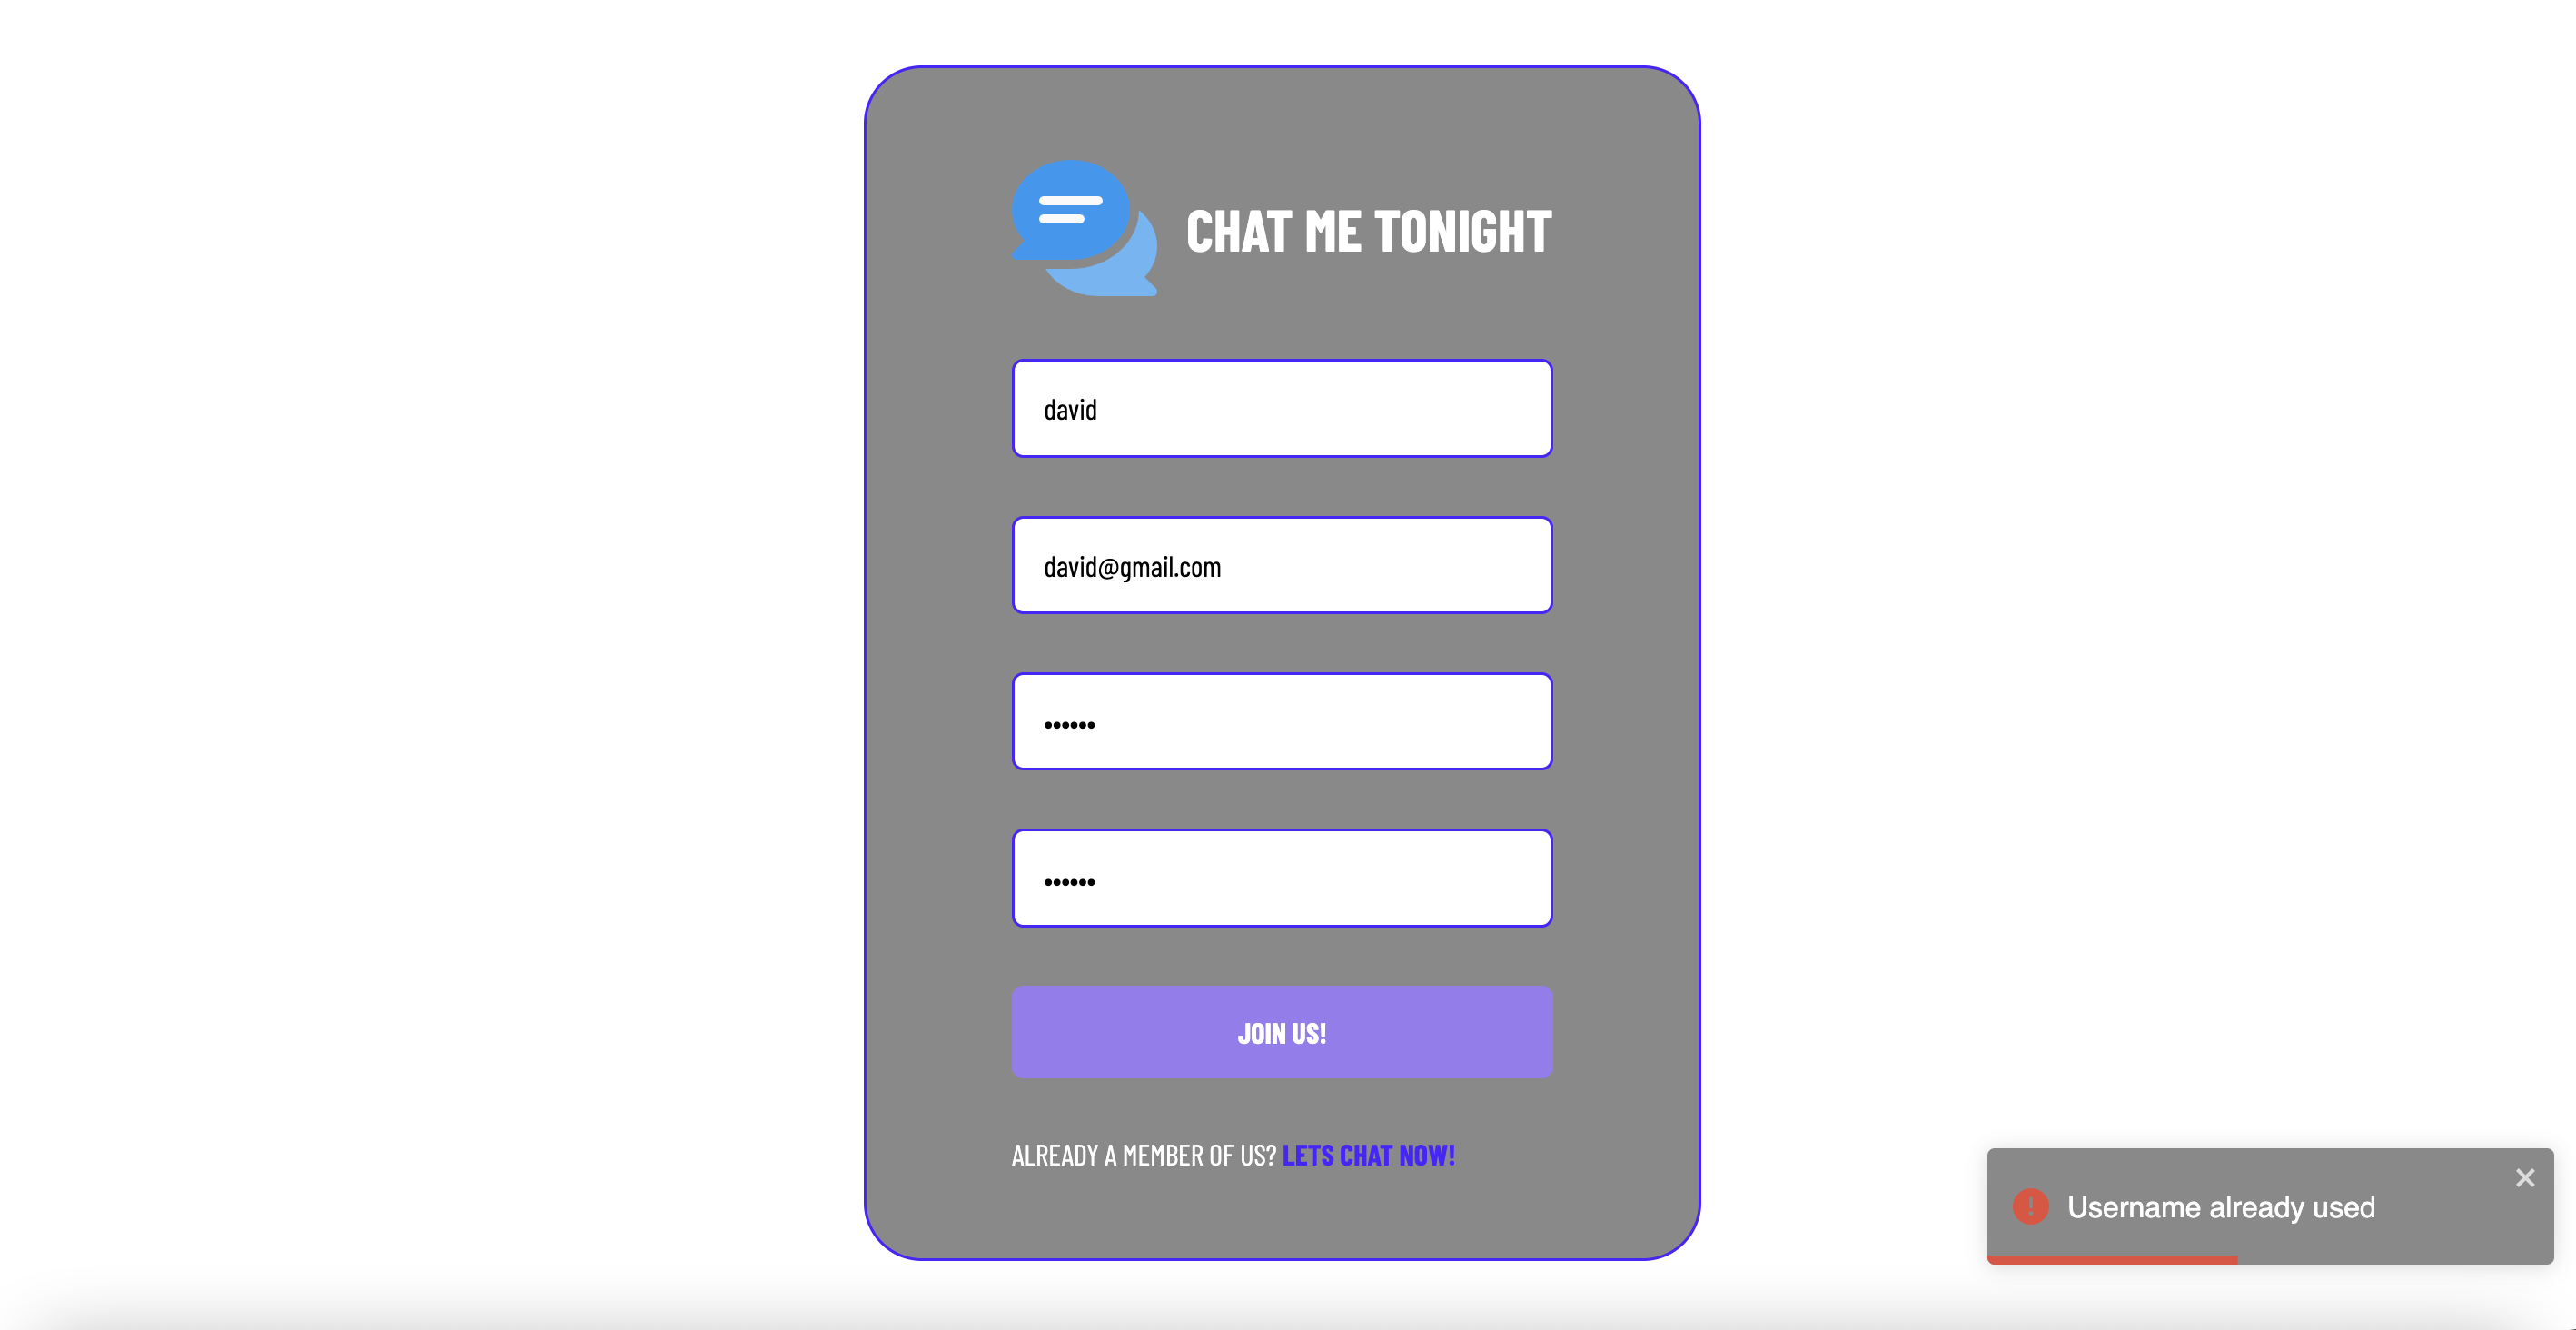 CHAT ME TONIGHT
david
david@gmail.com
••••••
••••••
JOIN US!
ALREADY A MEMBER OF US? LETS CHAT NOW!
Username already used